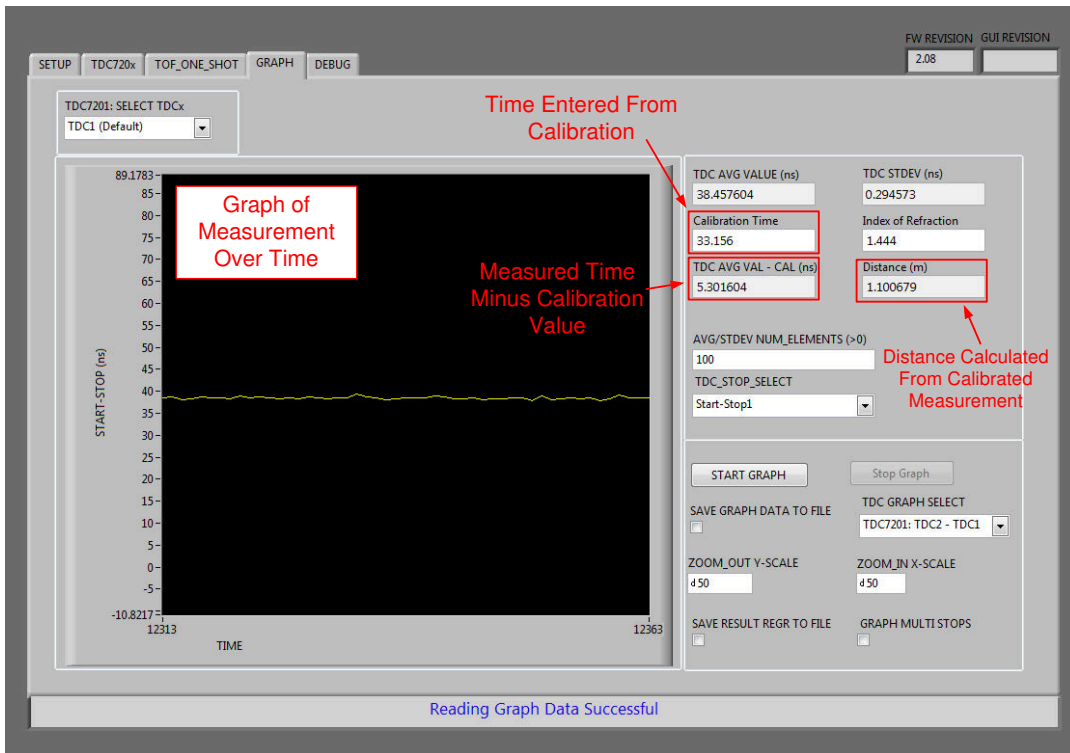 FW REVISION GUI REVISION
2.08
SETUP TDC720x TOF_ONE_SHOT GRAPH DEBUG
TDC7201: SELECT TDCx
TDC1 (Default)
Time Entered From
Calibration
Graph of
Measurement
Over Time
Measured Time
Minus Calibration
Value
START-STOP (ns)
89.1783
85
80
75
70
65
60
55
50
45
40
35
30
25
20
15
10
5
0
-5
-10.8217
12313 12363
TIME
TDC AVG VALUE (ns) TDC STDEV (ns)
38.457604 0.294573
Calibration Time Index of Refraction
33.156 1.444
TDC AVG VAL - CAL (ns) Distance (m)
5.301604 1.100679
AVG/STDEV NUM_ELEMENTS (>0)
100
TDC_STOP_SELECT
Start-Stop1
Distance Calculated
From Calibrated
Measurement
START GRAPH Stop Graph
SAVE GRAPH DATA TO FILE TDC GRAPH SELECT
TDC7201: TDC2 - TDC1
ZOOM_OUT Y-SCALE ZOOM_IN X-SCALE
d 50 d 50
SAVE RESULT REGR TO FILE GRAPH MULTI STOPS
Reading Graph Data Successful